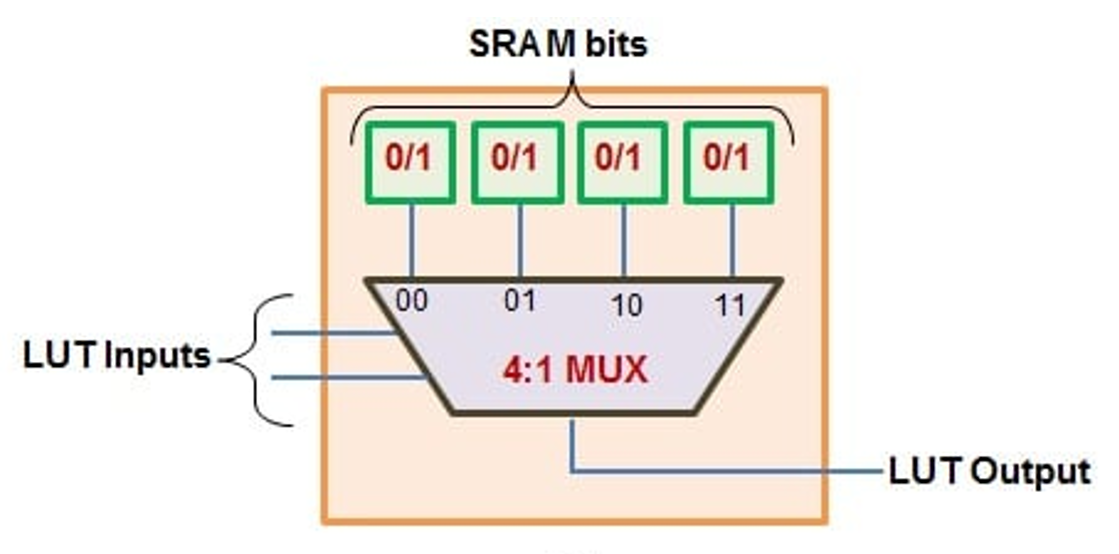 SRAM bits
0/1 0/1 0/1 0/1
00 01 10 11
LUT Inputs
4:1 MUX
LUT Output